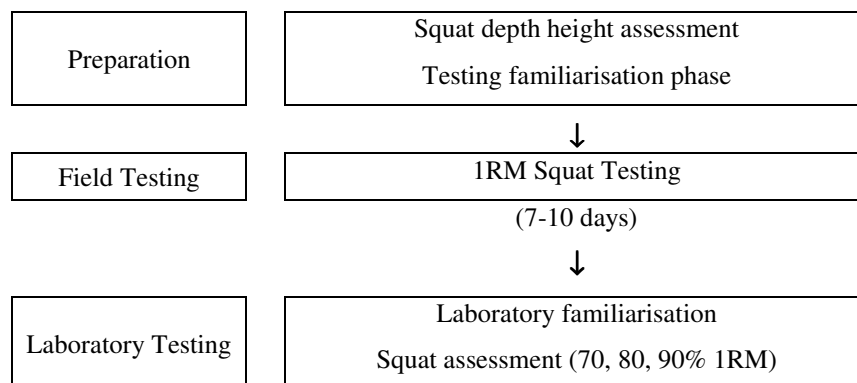 Preparation
Squat depth height assessment
Testing familiarisation phase
↓
Field Testing
1RM Squat Testing
(7-10 days)
↓
Laboratory Testing
Laboratory familiarisation
Squat assessment (70, 80, 90% 1RM)